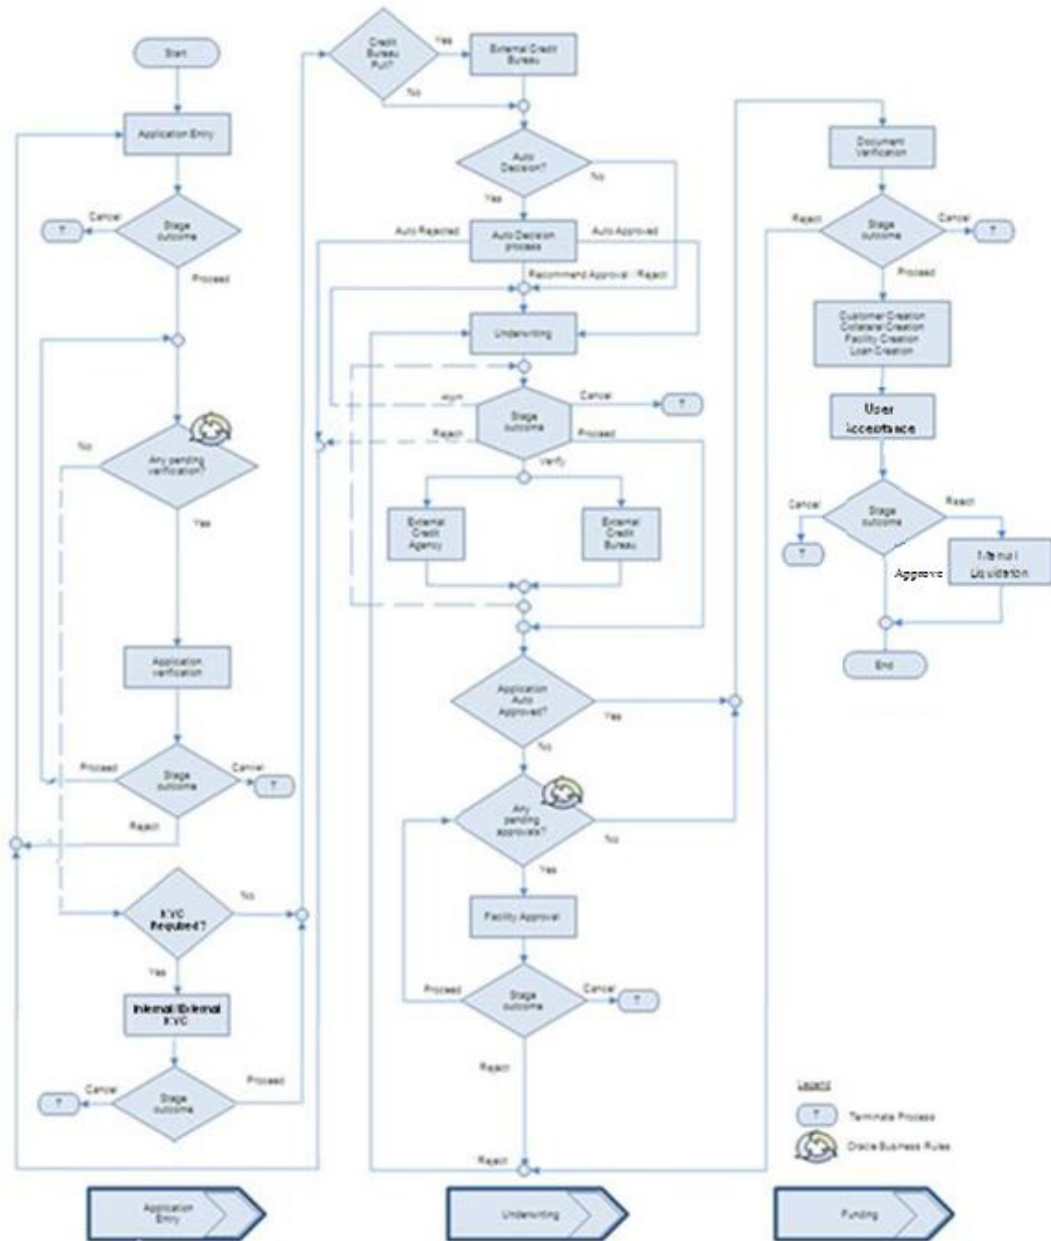 Start
Application Entry
Cancel
Stage
outcome
T
Proceed
No
Any pending
verification?
Yes
Application
verification
Proceed
Stage
outcome
Cancel
T
Reject
KYC
Required?
No
Yes
Internal/External
KYC
Cancel
Stage
outcome
Proceed
T
Credit
Bureau
Pull?
Yes
External Credit
Bureau
No
Auto
Decision?
No
Yes
Auto Rejected
Auto Decision
process
Auto Approved
Recommend Approval / Reject
Underwriting
Stage
outcome
Cancel
T
Reject
Proceed
Verify
External
Credit
Agency
External
Credit
Bureau
Application
Auto
Approved?
Yes
No
Any
pending
approvals?
No
Yes
Facility Approval
Proceed
Stage
outcome
Cancel
T
Reject
Reject
Document
Verification
Reject
Stage
outcome
Cancel
T
Proceed
Customer Creation
Collateral Creation
Facility Creation
Loan Creation
User
Acceptance
Cancel
Stage
outcome
Reject
T
Approve
Manual
Liquidation
End
Legend
T
Terminate Process
Oracle Business Rules
Application
Entry
Underwriting
Funding